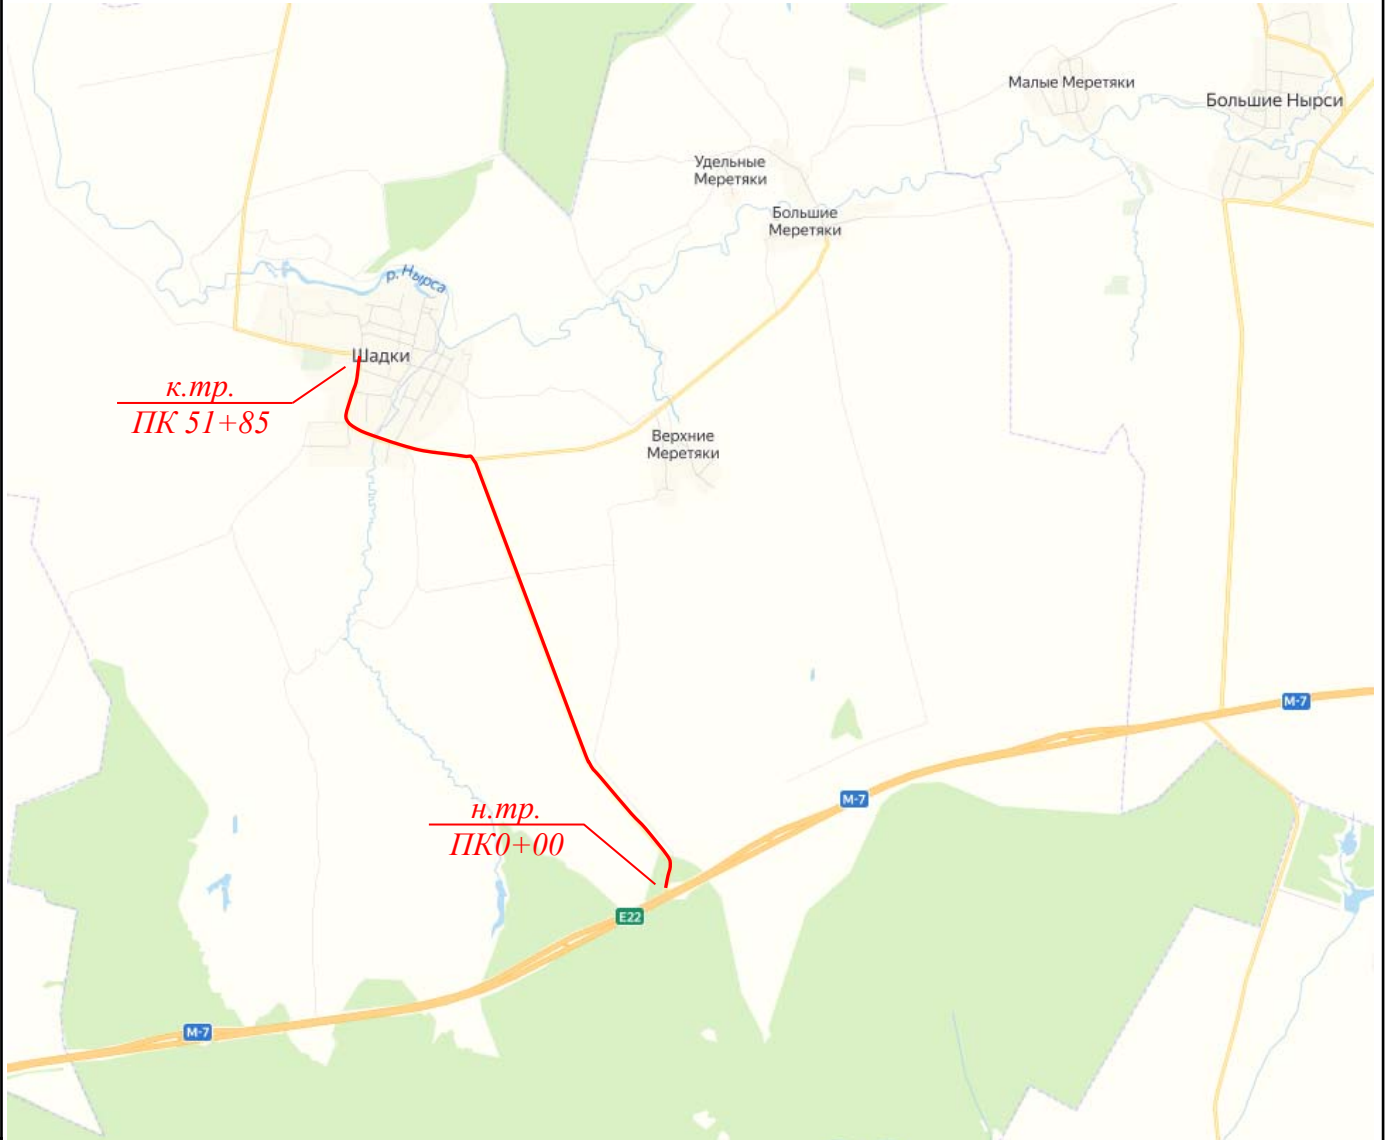 Малые Меретяки
Большие Нырси
Удельные
Меретяки
Большие
Меретяки
р. Нырса
Шадки
к.тр.
ПК 51+85
Верхние
Меретяки
М-7
М-7
н.тр.
ПК0+00
Е22
М-7